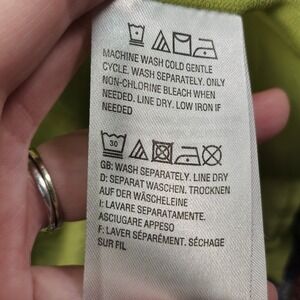 MACHINE WASH COLD GENTLE
CYCLE. WASH SEPARATELY. ONLY
NON-CHLORINE BLEACH WHEN
NEEDED. LINE DRY. LOW IRON IF
NEEDED
30
GB: WASH SEPARATELY. LINE DRY
D: SEPARAT WASCHEN. TROCKNEN
AUF DER WÄSCHELEINE
I: LAVARE SEPARATAMENTE.
ASCIUGARE APPESO
F: LAVER SÉPARÉMENT. SÉCHAGE
SUR FIL